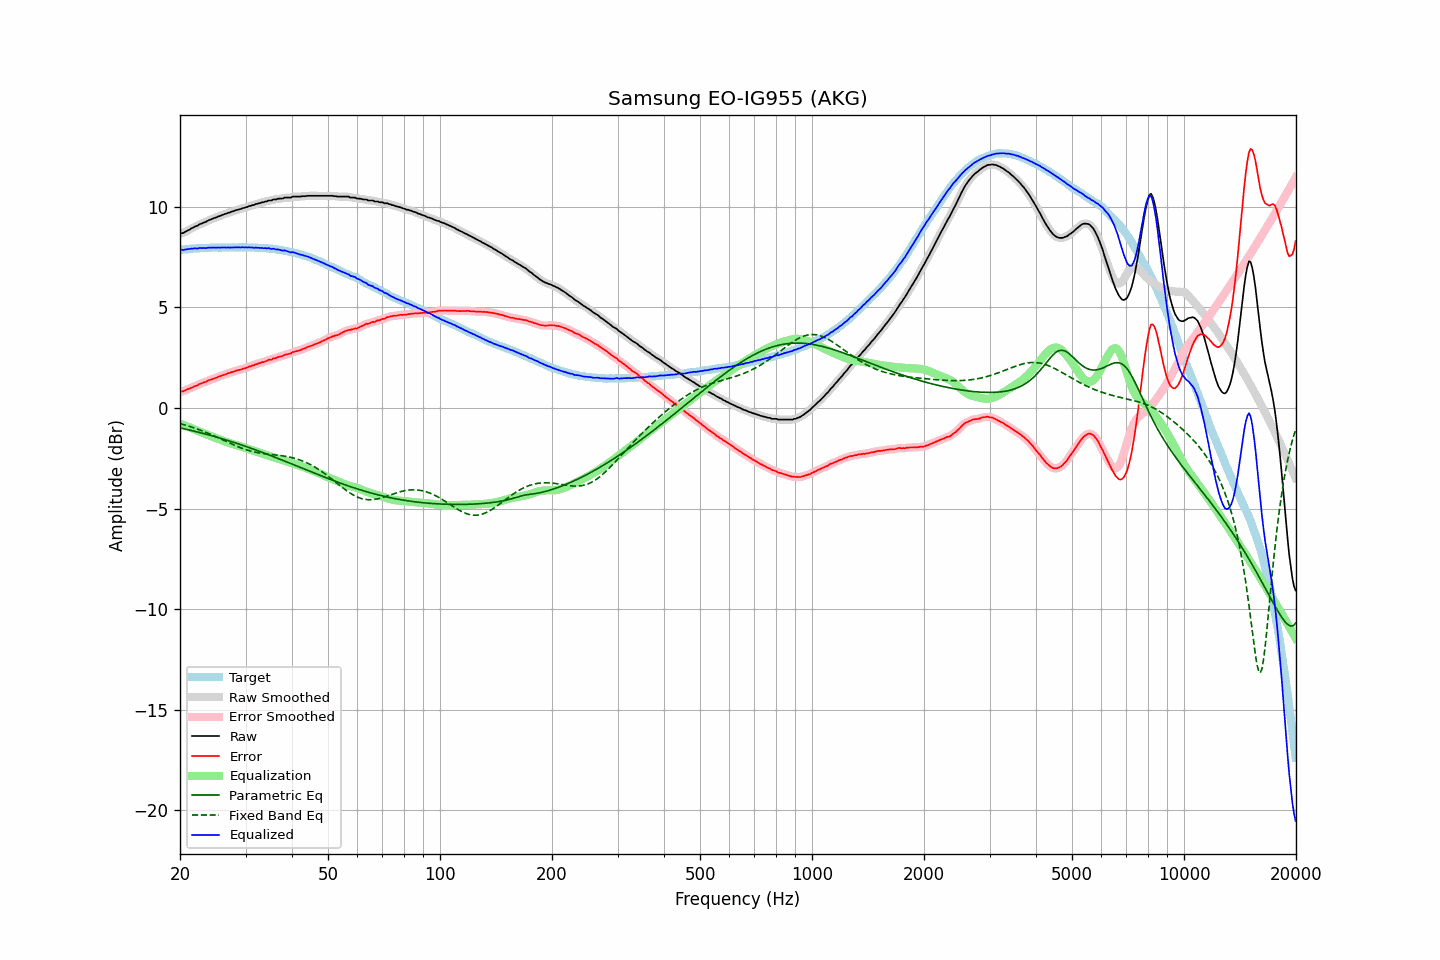 Samsung EO-IG955 (AKG)
Amplitude (dBr)
10
5
0
−5
−10
−15
−20
Target
Raw Smoothed
Error Smoothed
Raw
Error
Equalization
Parametric Eq
Fixed Band Eq
Equalized
20
50
100
200
500
1000
2000
5000
10000
20000
Frequency (Hz)